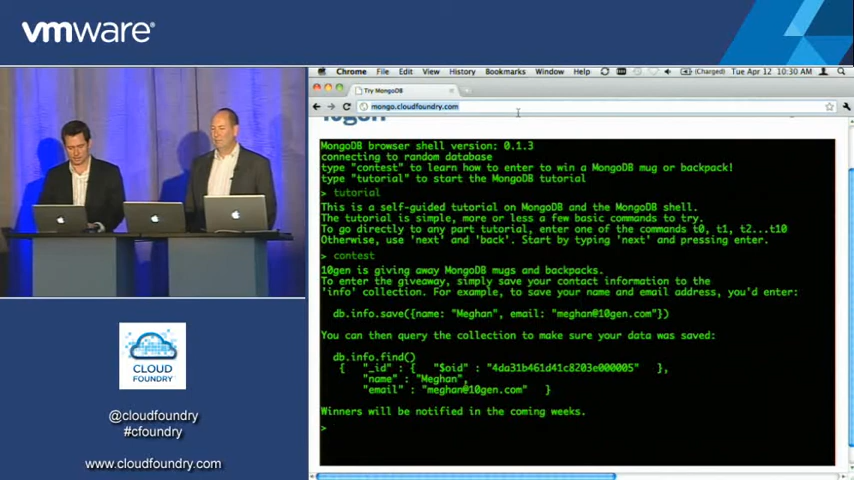 vmware
Chrome File Edit View History Bookmarks Window Help (Charged) Tue Apr 12 10:30 AM
Try MongoDB
mongo.cloudfoundry.com
10gen
MongoDB browser shell version: 0.1.3
connecting to random database
type "contest" to learn how to enter to win a MongoDB mug or backpack!
type "tutorial" to start the MongoDB tutorial
> tutorial
This is a self-guided tutorial on MongoDB and the MongoDB shell.
The tutorial is simple, more or less a few basic commands to try.
To go directly to any part tutorial, enter one of the commands t0, t1, t2...t10
Otherwise, use 'next' and 'back'. Start by typing 'next' and pressing enter.
> contest
10gen is giving away MongoDB mugs and backpacks.
To enter the giveaway, simply save your contact information to the
'info' collection. For example, to save your name and email address, you'd enter:
db.info.save({name: "Meghan", email: "meghan@10gen.com"})
You can then query the collection to make sure your data was saved:
db.info.find()
{ "_id" : { "$oid" : "4da31b461d41c8203e000005" },
"name" : "Meghan",
"email" : "meghan@10gen.com" }
Winners will be notified in the coming weeks.
>
CLOUD
FOUNDRY
@cloudfoundry
#cfoundry
www.cloudfoundry.com